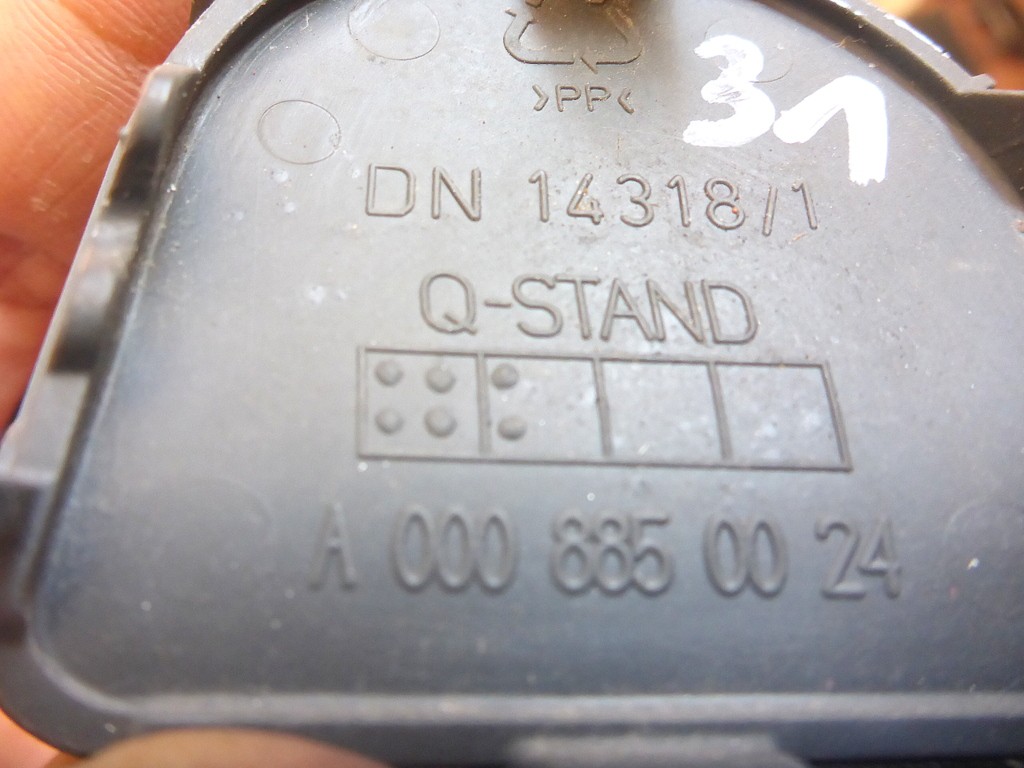 >PP<
31
DN 14318/1
Q-STAND
A 000 885 00 24